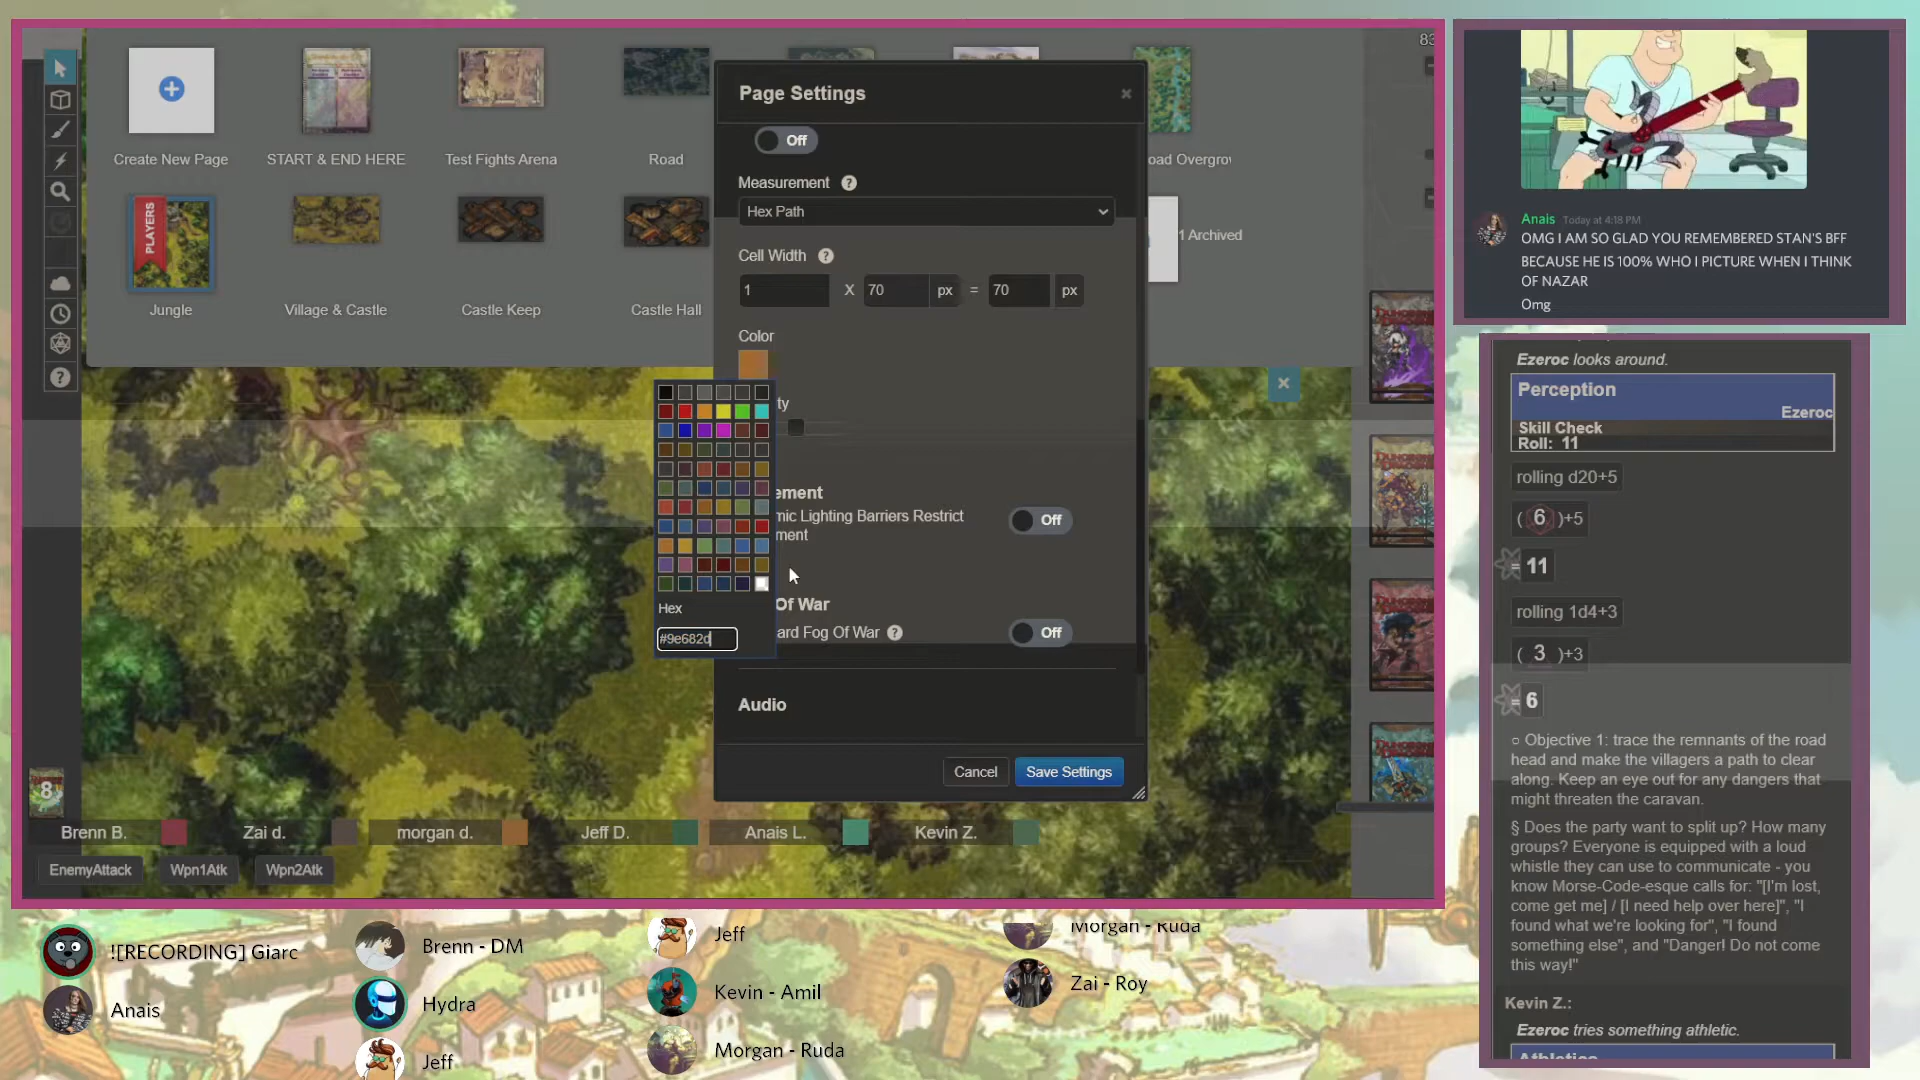 Create New Page
START & END HERE
Test Fights Arena
Road
oad Overgro
PLAYERS
Jungle
Village & Castle
Castle Keep
Castle Hall
1 Archived
83
Page Settings
Off
Measurement
Hex Path
Cell Width
1 X 70 px = 70 px
Color
ty
ement
mic Lighting Barriers Restrict
ment
Off
Of War
ard Fog Of War
Off
Hex
#9e682d
Audio
Cancel
Save Settings
8
Brenn B.
Zai d.
morgan d.
Jeff D.
Anais L.
Kevin Z.
EnemyAttack
Wpn1Atk
Wpn2Atk
Anais Today at 4:18 PM
OMG I AM SO GLAD YOU REMEMBERED STAN'S BFF
BECAUSE HE IS 100% WHO I PICTURE WHEN I THINK
OF NAZAR
Omg
Ezeroc looks around.
Perception
Ezeroc
Skill Check
Roll: 11
rolling d20+5
( 6 )+5
= 11
rolling 1d4+3
( 3 )+3
= 6
○ Objective 1: trace the remnants of the road
head and make the villagers a path to clear
along. Keep an eye out for any dangers that
might threaten the caravan.
§ Does the party want to split up? How many
groups? Everyone is equipped with a loud
whistle they can use to communicate - you
know Morse-Code-esque calls for: "[I'm lost,
come get me] / [I need help over here]", "I
found what we're looking for", "I found
something else", and "Danger! Do not come
this way!"
Kevin Z.:
Ezeroc tries something athletic.
Athletics
![RECORDING] Giarc
Anais
Brenn - DM
Hydra
Jeff
Jeff
Kevin - Amil
Morgan - Ruda
Morgan - Ruda
Zai - Roy